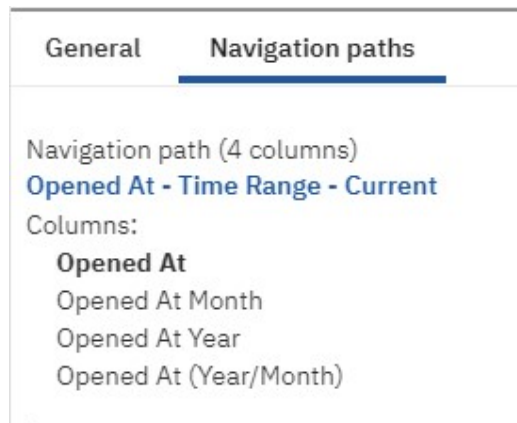 General Navigation paths
Navigation path (4 columns)
Opened At - Time Range - Current
Columns:
Opened At
Opened At Month
Opened At Year
Opened At (Year/Month)